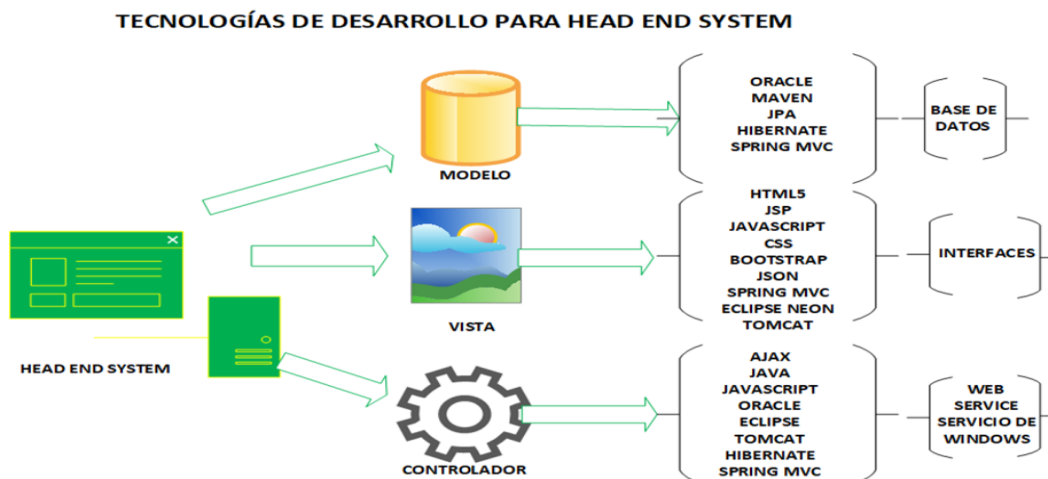 TECNOLOGÍAS DE DESARROLLO PARA HEAD END SYSTEM
ORACLE
MAVEN
JPA
HIBERNATE
SPRING MVC
BASE DE
DATOS
MODELO
HTML5
JSP
JAVASCRIPT
CSS
BOOTSTRAP
JSON
SPRING MVC
ECLIPSE NEON
TOMCAT
INTERFACES
VISTA
HEAD END SYSTEM
AJAX
JAVA
JAVASCRIPT
ORACLE
ECLIPSE
TOMCAT
HIBERNATE
SPRING MVC
WEB
SERVICE
SERVICIO DE
WINDOWS
CONTROLADOR